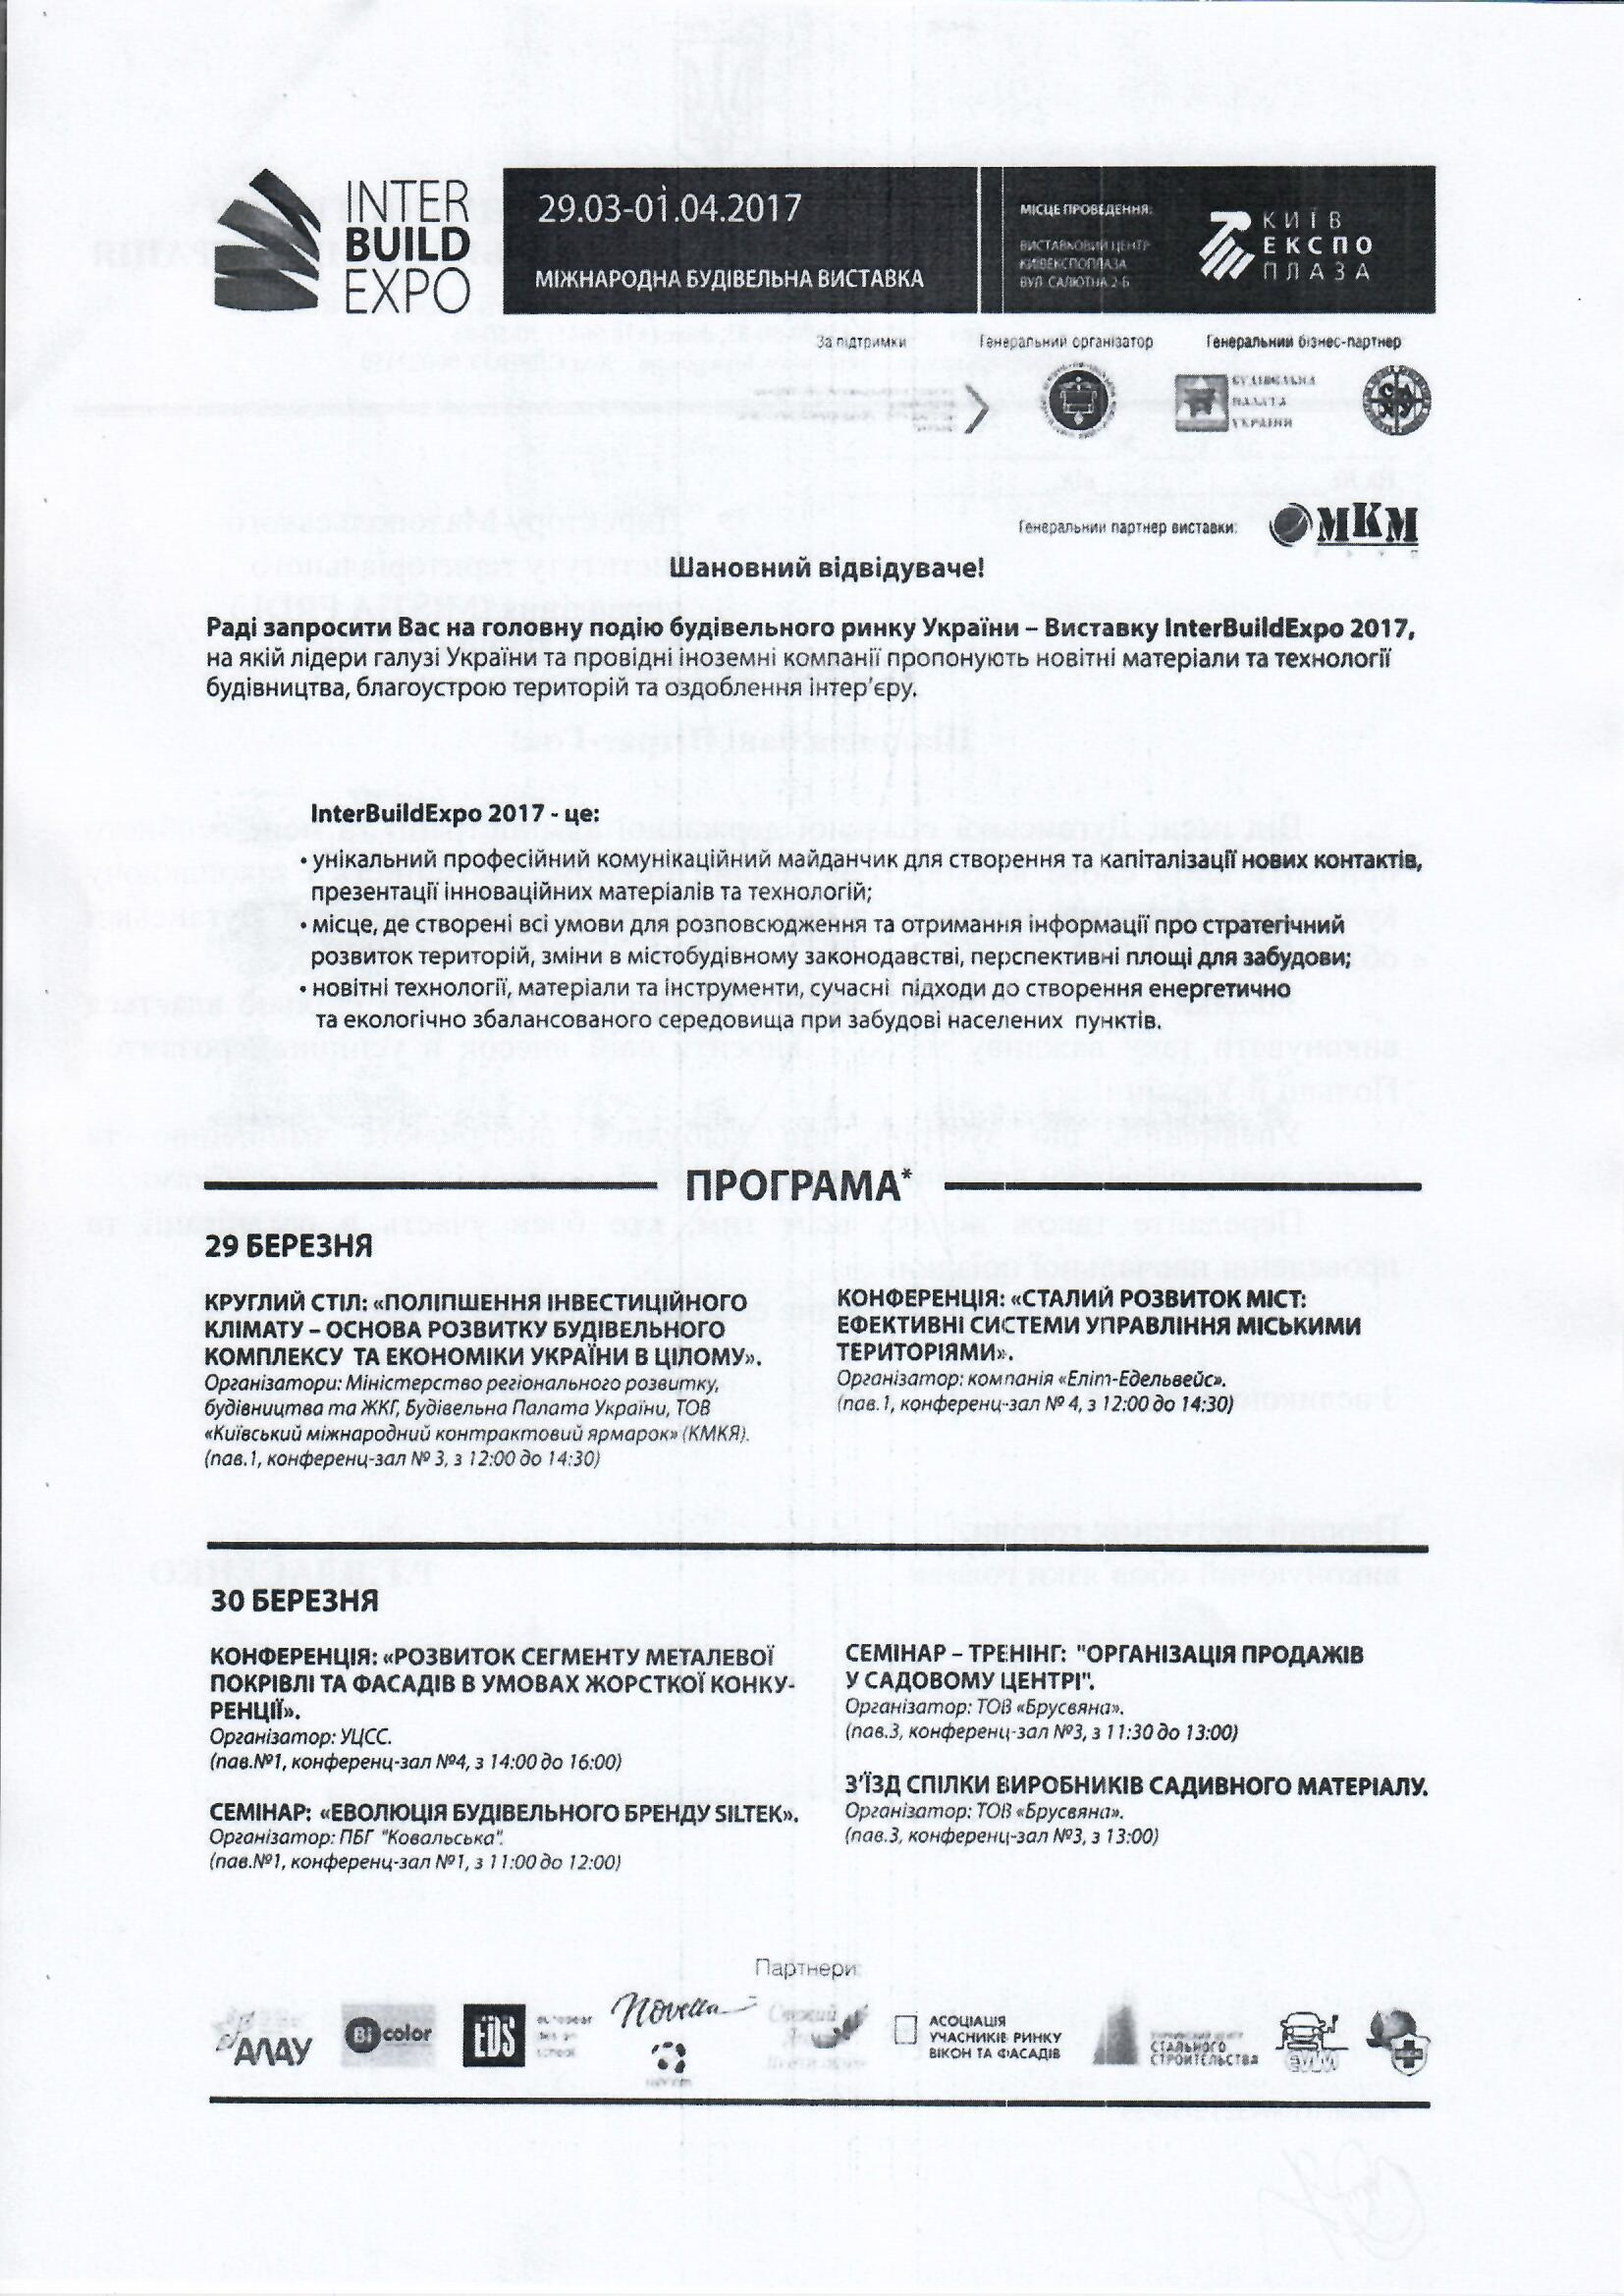 INTER
BUILD
EXPO
29.03-01.04.2017
МІЖНАРОДНА БУДІВЕЛЬНА ВИСТАВКА
МІСЦЕ ПРОВЕДЕННЯ:
ВИСТАВКОВИЙ ЦЕНТР
КИЇВЕКСПОПЛАЗА
ВУЛ. САЛЮТНА 2-Б
КИЇВ
ЕКСПО
ПЛАЗА
За підтримки
Генеральний організатор
Генеральний бізнес-партнер
БУДІВЕЛЬНА
ПАЛАТА
УКРАЇНИ
Генеральний партнер виставки:
МКМ
Шановний відвідуваче!
Раді запросити Вас на головну подію будівельного ринку України – Виставку InterBuildExpo 2017,
на якій лідери галузі України та провідні іноземні компанії пропонують новітні матеріали та технології
будівництва, благоустрою територій та оздоблення інтер'єру.
InterBuildExpo 2017 - це:
• унікальний професійний комунікаційний майданчик для створення та капіталізації нових контактів,
презентації інноваційних матеріалів та технологій;
• місце, де створені всі умови для розповсюдження та отримання інформації про стратегічний
розвиток територій, зміни в містобудівному законодавстві, перспективні площі для забудови;
• новітні технології, матеріали та інструменти, сучасні підходи до створення енергетично
та екологічно збалансованого середовища при забудові населених пунктів.
ПРОГРАМА*
29 БЕРЕЗНЯ
КРУГЛИЙ СТІЛ: «ПОЛІПШЕННЯ ІНВЕСТИЦІЙНОГО
КЛІМАТУ – ОСНОВА РОЗВИТКУ БУДІВЕЛЬНОГО
КОМПЛЕКСУ ТА ЕКОНОМІКИ УКРАЇНИ В ЦІЛОМУ».
Організатори: Міністерство регіонального розвитку,
будівництва та ЖКГ, Будівельна Палата України, ТОВ
«Київський міжнародний контрактовий ярмарок» (КМКЯ).
(пав.1, конференц-зал № 3, з 12:00 до 14:30)
КОНФЕРЕНЦІЯ: «СТАЛИЙ РОЗВИТОК МІСТ:
ЕФЕКТИВНІ СИСТЕМИ УПРАВЛІННЯ МІСЬКИМИ
ТЕРИТОРІЯМИ».
Організатор: компанія «Еліт-Едельвейс».
(пав.1, конференц-зал № 4, з 12:00 до 14:30)
30 БЕРЕЗНЯ
КОНФЕРЕНЦІЯ: «РОЗВИТОК СЕГМЕНТУ МЕТАЛЕВОЇ
ПОКРІВЛІ ТА ФАСАДІВ В УМОВАХ ЖОРСТКОЇ КОНКУ-
РЕНЦІЇ».
Організатор: УЦСС.
(пав.№1, конференц-зал №4, з 14:00 до 16:00)
СЕМІНАР: «ЕВОЛЮЦІЯ БУДІВЕЛЬНОГО БРЕНДУ SILTEK».
Організатор: ПБГ "Ковальська".
(пав.№1, конференц-зал №1, з 11:00 до 12:00)
СЕМІНАР – ТРЕНІНГ: "ОРГАНІЗАЦІЯ ПРОДАЖІВ
У САДОВОМУ ЦЕНТРІ".
Організатор: ТОВ «Брусвяна».
(пав.3, конференц-зал №3, з 11:30 до 13:00)
З'ЇЗД СПІЛКИ ВИРОБНИКІВ САДИВНОГО МАТЕРІАЛУ.
Організатор: ТОВ «Брусвяна».
(пав.3, конференц-зал №3, з 13:00)
Партнери:
АЛАУ
Bi color
EDS
Novella
АСОЦІАЦІЯ
УЧАСНИКІВ РИНКУ
ВІКОН ТА ФАСАДІВ
СТАЛЬНОГО
СТРОИТЕЛЬСТВА